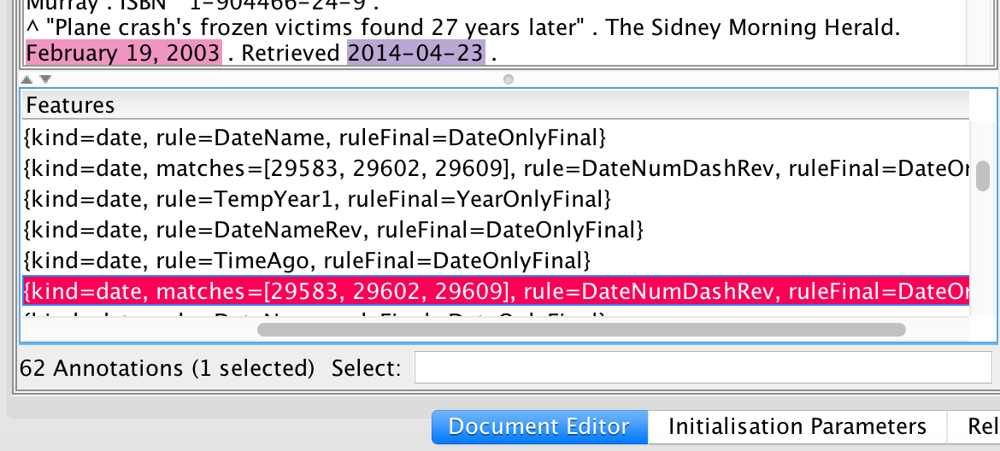 Murray . ISBN 1-904466-24-9 .
^ "Plane crash's frozen victims found 27 years later" . The Sidney Morning Herald.
February 19, 2003 . Retrieved 2014-04-23 .
Features
{kind=date, rule=DateName, ruleFinal=DateOnlyFinal}
{kind=date, matches=[29583, 29602, 29609], rule=DateNumDashRev, ruleFinal=DateOn
{kind=date, rule=TempYear1, ruleFinal=YearOnlyFinal}
{kind=date, rule=DateNameRev, ruleFinal=DateOnlyFinal}
{kind=date, rule=TimeAgo, ruleFinal=DateOnlyFinal}
{kind=date, matches=[29583, 29602, 29609], rule=DateNumDashRev, ruleFinal=DateOn
62 Annotations (1 selected) Select:
Document Editor Initialisation Parameters Rel